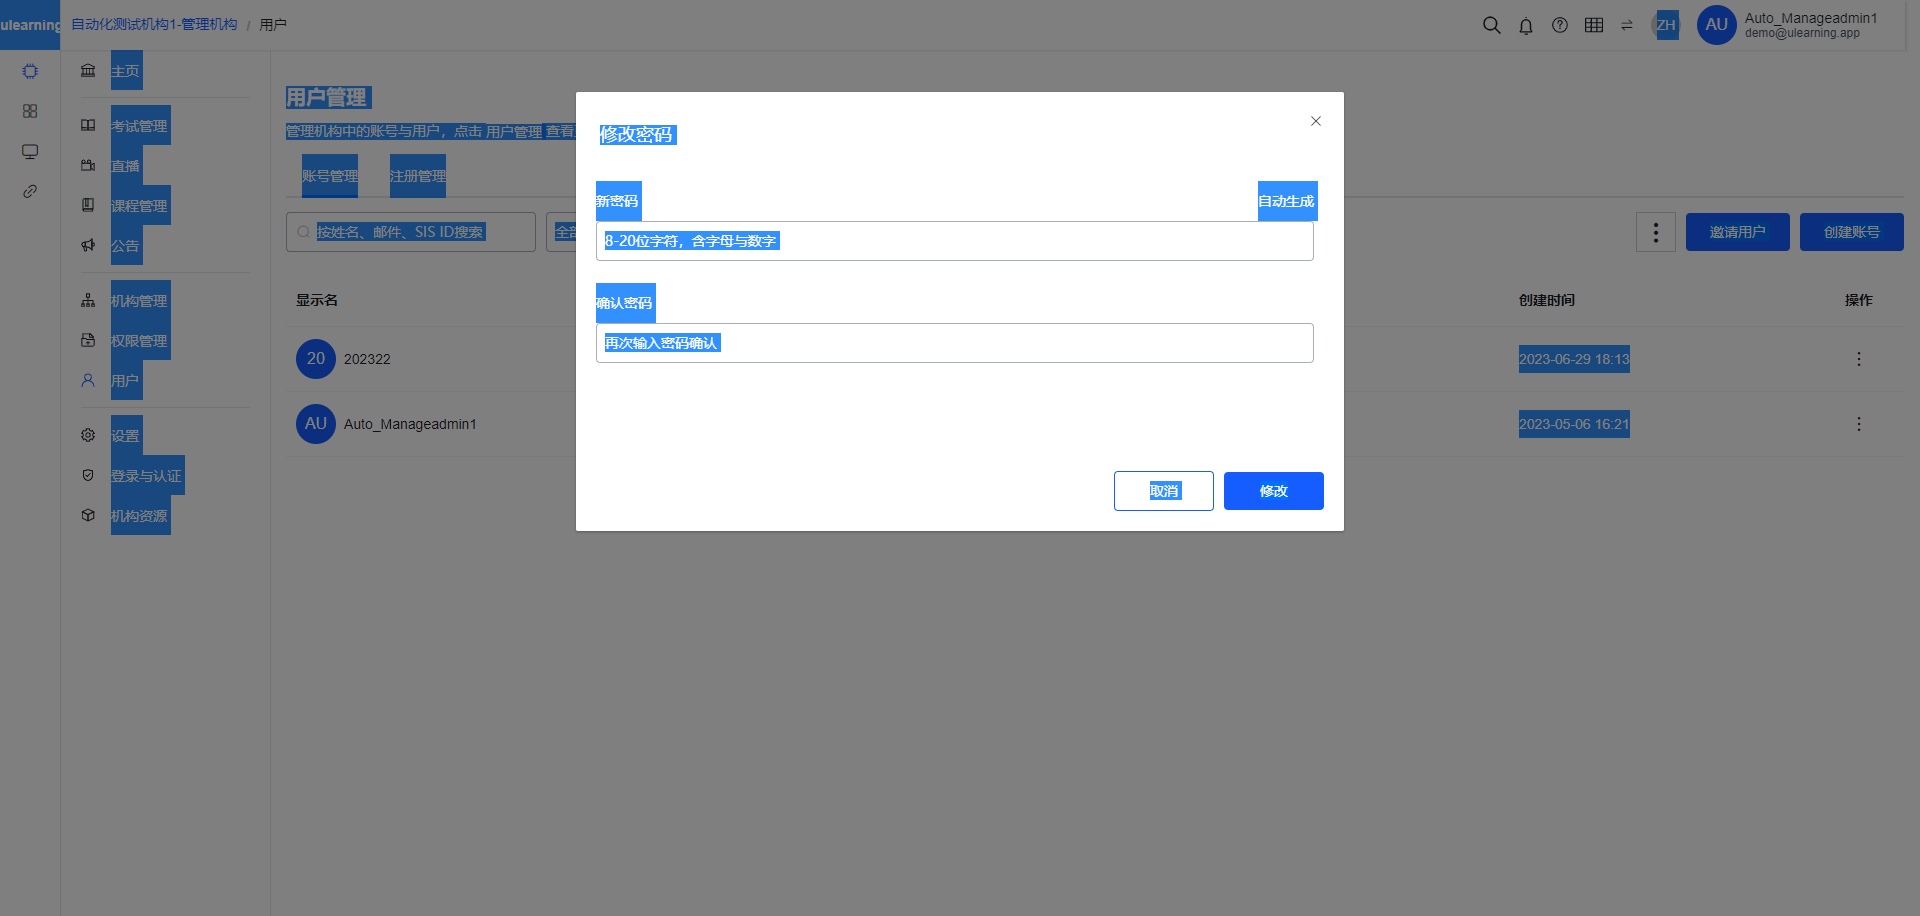 ulearning
自动化测试机构1-管理机构 / 用户
ZH
AU
Auto_Manageadmin1
demo@ulearning.app
主页
考试管理
直播
课程管理
公告
机构管理
权限管理
用户
设置
登录与认证
机构资源
用户管理
管理机构中的账号与用户，点击 用户管理 查看
账号管理 注册管理
按姓名、邮件、SIS ID搜索
邀请用户
创建账号
显示名
创建时间
操作
20 202322
2023-06-29 18:13
AU Auto_Manageadmin1
2023-05-06 16:21
修改密码
新密码
自动生成
8-20位字符，含字母与数字
确认密码
再次输入密码确认
取消
修改